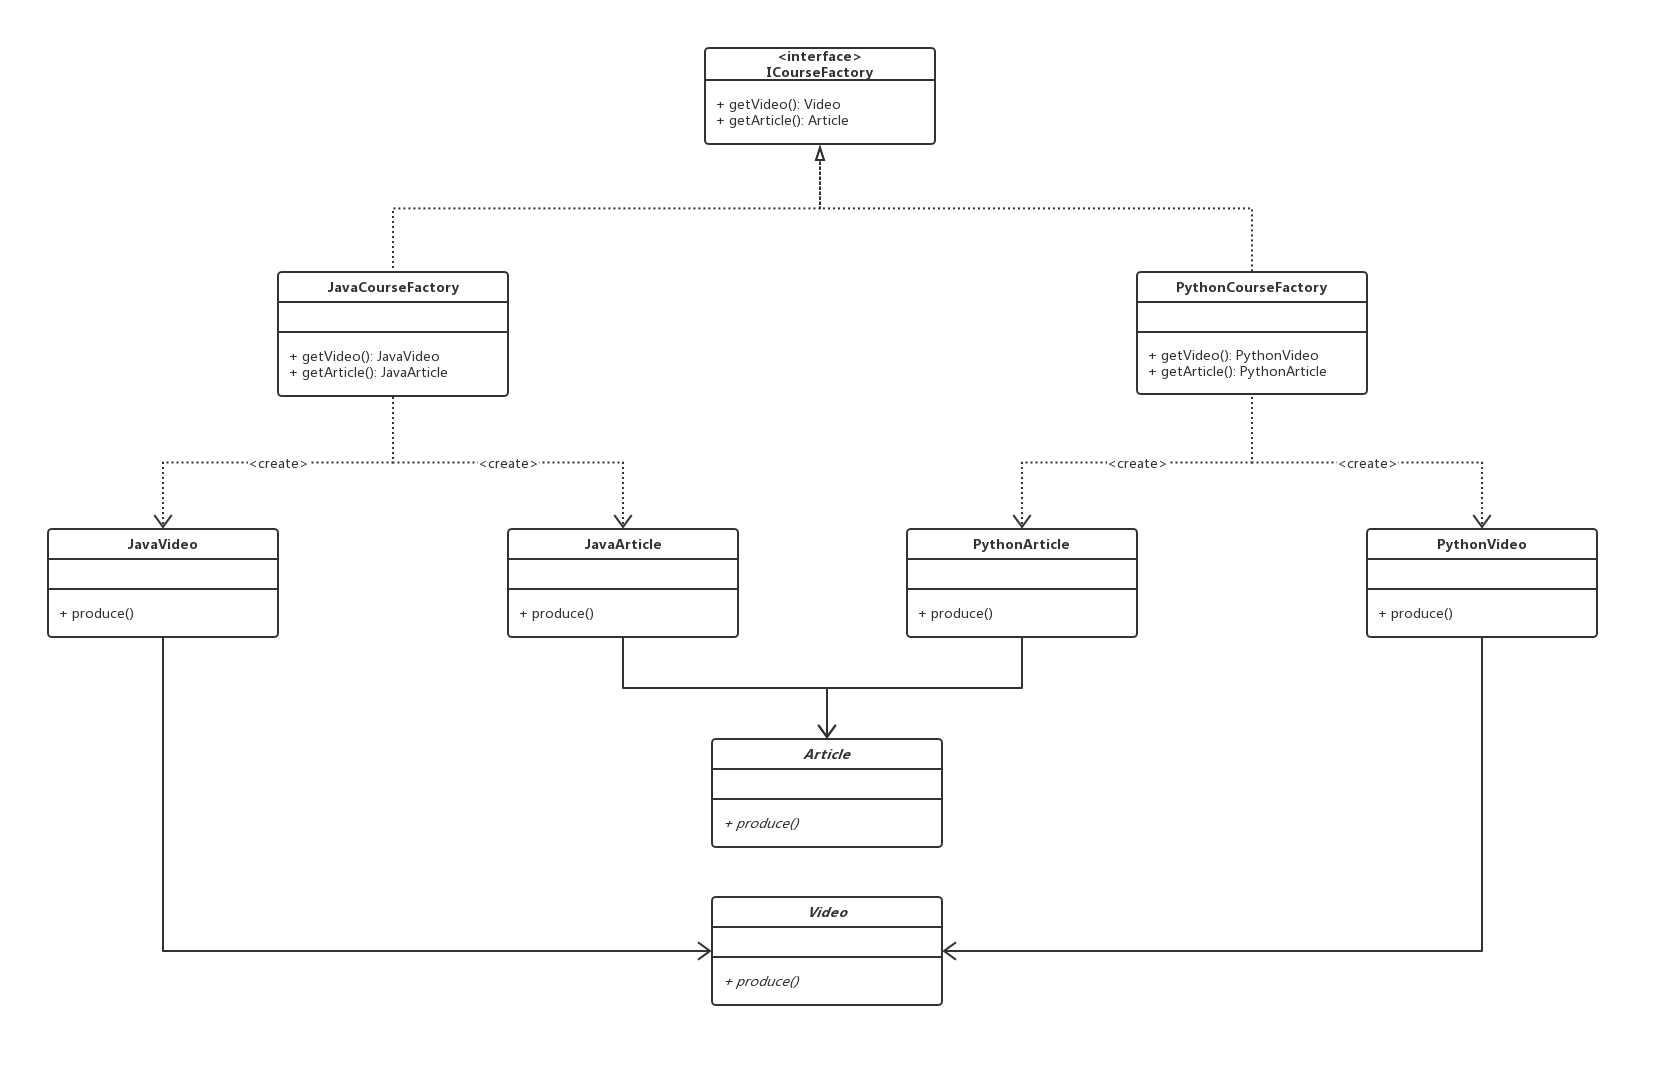 <interface>
ICourseFactory
+ getVideo(): Video
+ getArticle(): Article
JavaCourseFactory
+ getVideo(): JavaVideo
+ getArticle(): JavaArticle
PythonCourseFactory
+ getVideo(): PythonVideo
+ getArticle(): PythonArticle
<create>
<create>
<create>
<create>
JavaVideo
+ produce()
JavaArticle
+ produce()
PythonArticle
+ produce()
PythonVideo
+ produce()
Article
+ produce()
Video
+ produce()